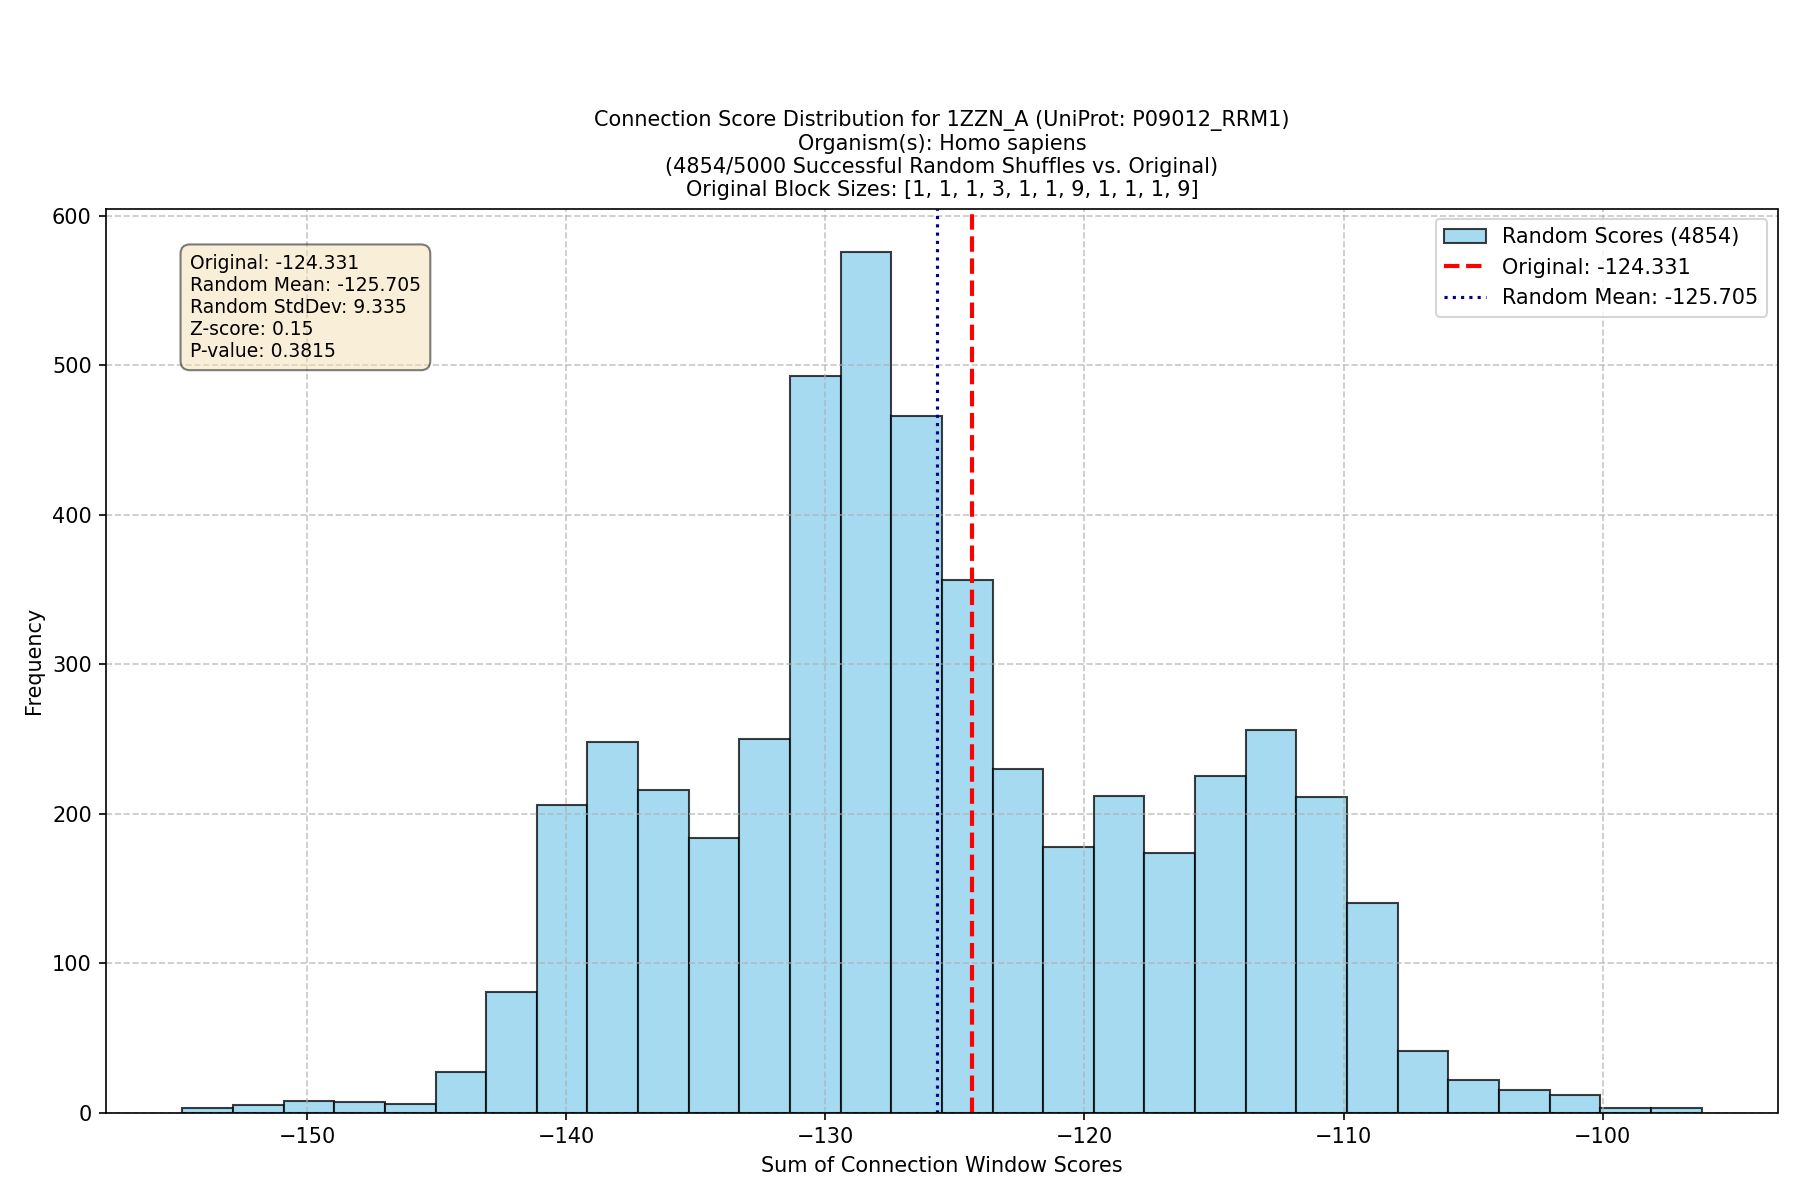 Connection Score Distribution for 1ZZN_A (UniProt: P09012_RRM1)
Organism(s): Homo sapiens
(4854/5000 Successful Random Shuffles vs. Original)
Original Block Sizes: [1, 1, 1, 3, 1, 1, 9, 1, 1, 1, 9]
Original: -124.331
Random Mean: -125.705
Random StdDev: 9.335
Z-score: 0.15
P-value: 0.3815
Random Scores (4854)
Original: -124.331
Random Mean: -125.705
Frequency
600
500
400
300
200
100
0
−150
−140
−130
−120
−110
−100
Sum of Connection Window Scores